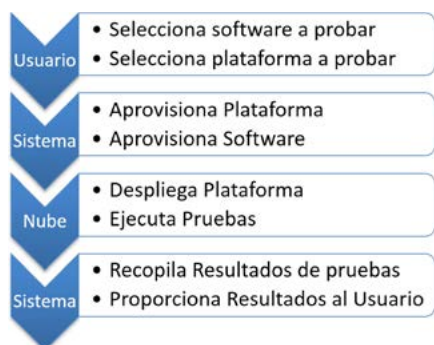 Usuario
• Selecciona software a probar
• Selecciona plataforma a probar
Sistema
• Aprovisiona Plataforma
• Aprovisiona Software
Nube
• Despliega Plataforma
• Ejecuta Pruebas
Sistema
• Recopila Resultados de pruebas
• Proporciona Resultados al Usuario